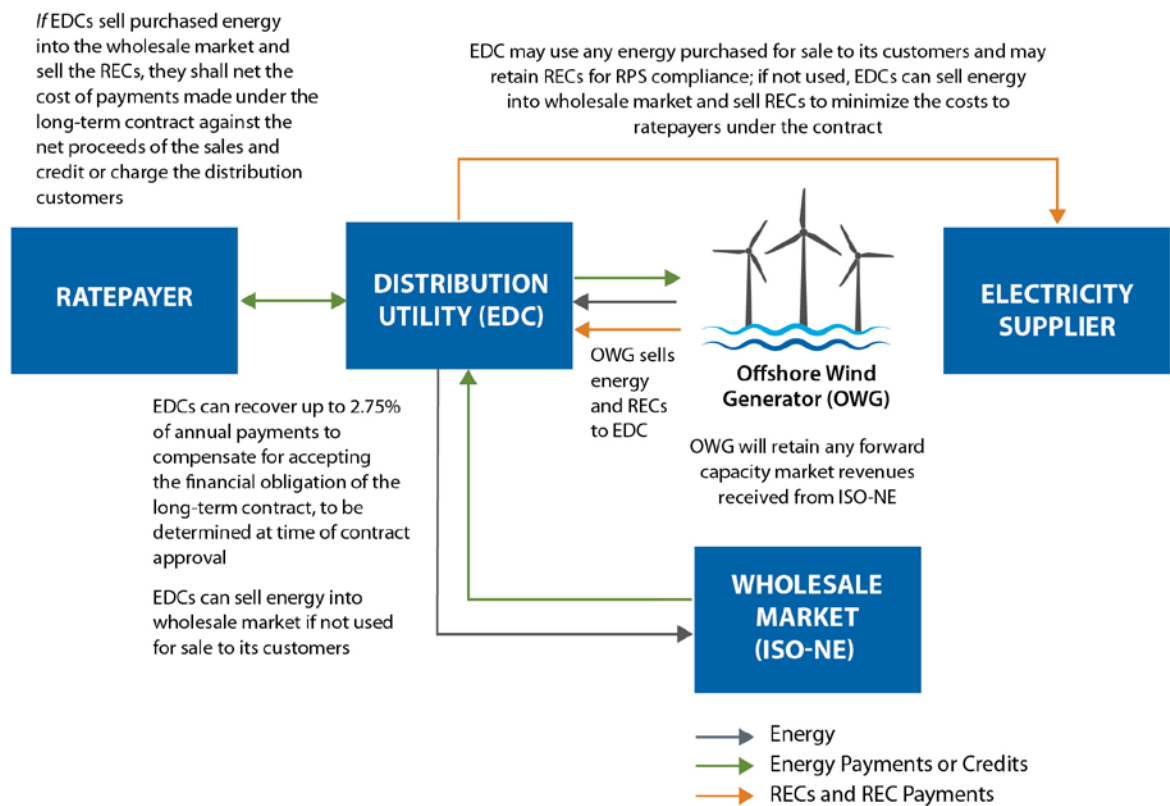 If EDCs sell purchased energy
into the wholesale market and
sell the RECs, they shall net the
cost of payments made under the
long-term contract against the
net proceeds of the sales and
credit or charge the distribution
customers
EDC may use any energy purchased for sale to its customers and may
retain RECs for RPS compliance; if not used, EDCs can sell energy
into wholesale market and sell RECs to minimize the costs to
ratepayers under the contract
RATEPAYER
DISTRIBUTION
UTILITY (EDC)
OWG sells
energy
and RECs
to EDC
Offshore Wind
Generator (OWG)
OWG will retain any forward
capacity market revenues
received from ISO-NE
ELECTRICITY
SUPPLIER
EDCs can recover up to 2.75%
of annual payments to
compensate for accepting
the financial obligation of the
long-term contract, to be
determined at time of contract
approval
EDCs can sell energy into
wholesale market if not used
for sale to its customers
WHOLESALE
MARKET
(ISO-NE)
Energy
Energy Payments or Credits
RECs and REC Payments